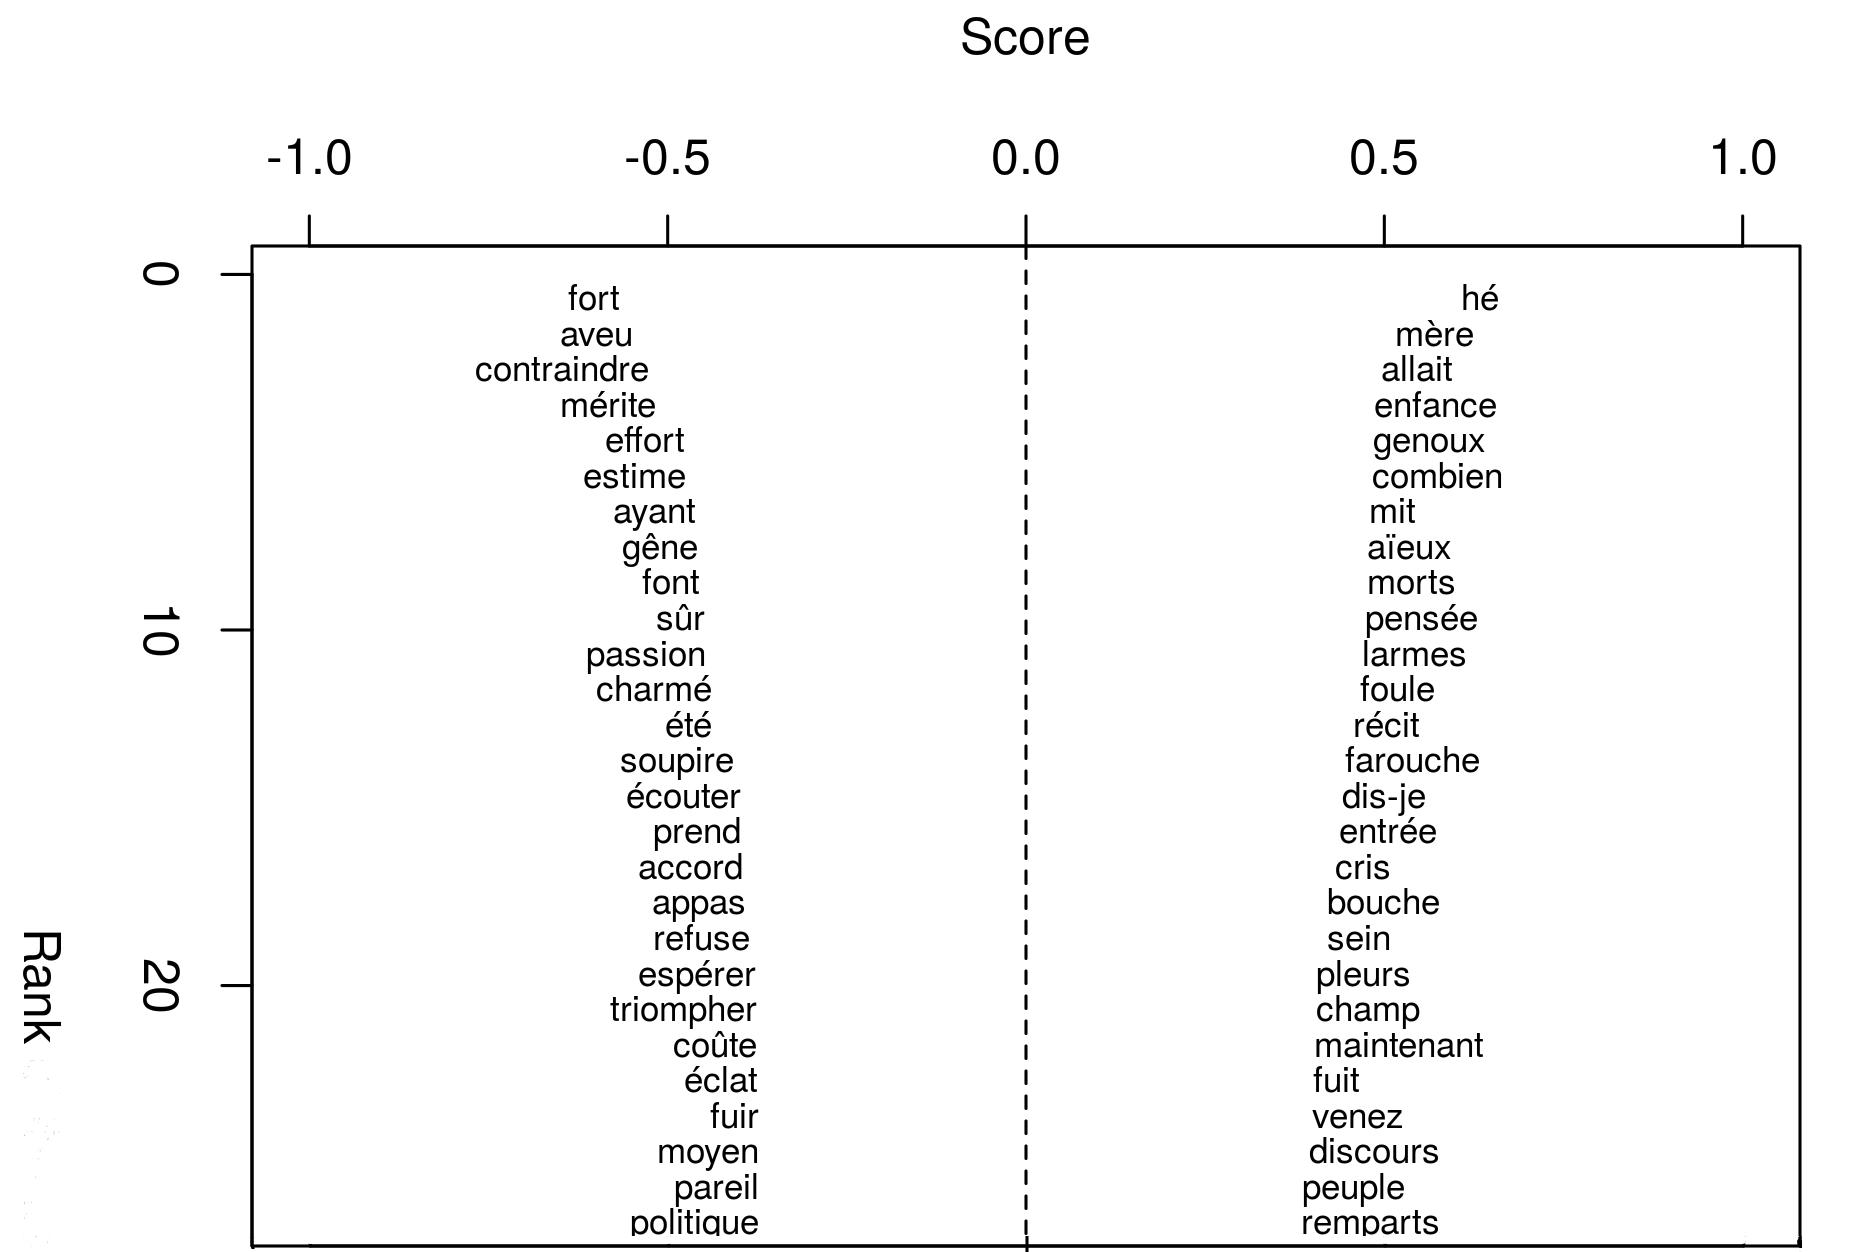 Score
-1.0 -0.5 0.0 0.5 1.0
0
fort hé
aveu mère
contraindre allait
mérite enfance
effort genoux
estime combien
ayant mit
gêne aïeux
font morts
10
sûr pensée
passion larmes
charmé foule
été récit
soupire farouche
écouter dis-je
prend entrée
accord cris
appas bouche
refuse sein
Rank
20
espérer pleurs
triompher champ
coûte maintenant
éclat fuit
fuir venez
moyen discours
pareil peuple
politique remparts